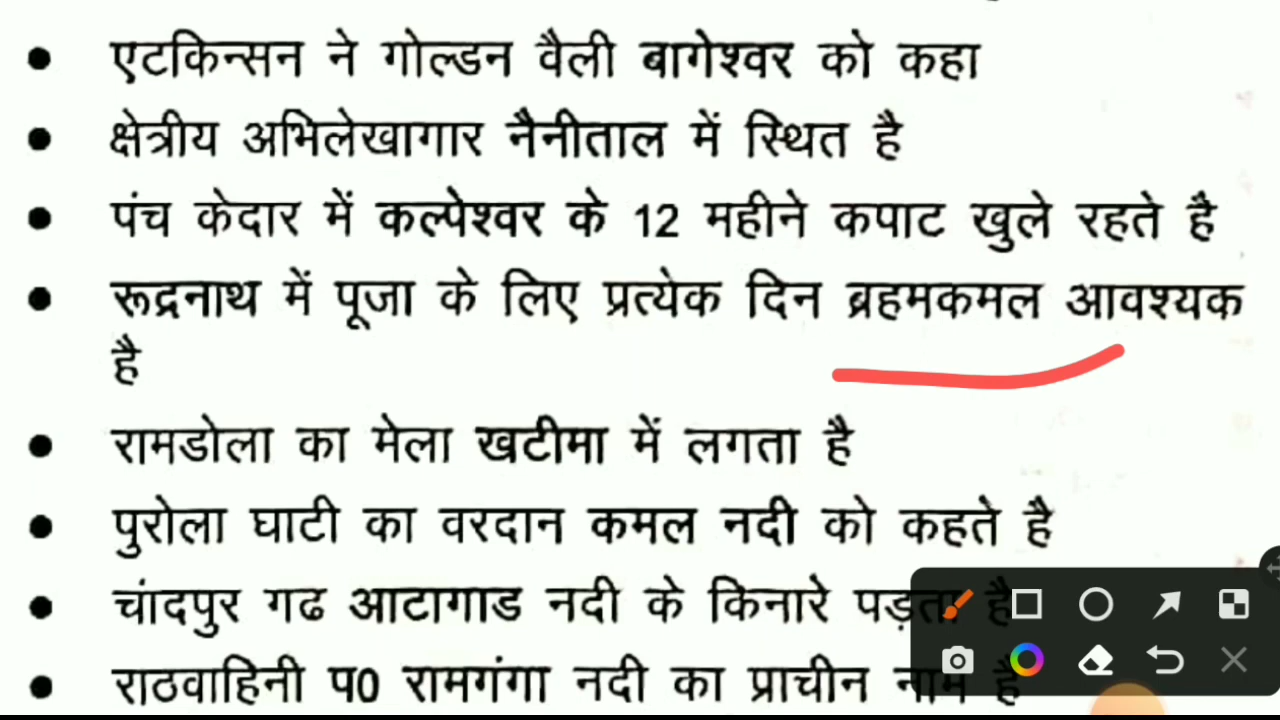 • एटकिन्सन ने गोल्डन वैली बागेश्वर को कहा
• क्षेत्रीय अभिलेखागार नैनीताल में स्थित है
• पंच केदार में कल्पेश्वर के 12 महीने कपाट खुले रहते है
• रूद्रनाथ में पूजा के लिए प्रत्येक दिन ब्रहमकमल आवश्यक
है
• रामडोला का मेला खटीमा में लगता है
• पुरोला घाटी का वरदान कमल नदी को कहते है
• चांदपुर गढ आटागाड नदी के किनारे पड़ता है
• राठवाहिनी प0 रामगंगा नदी का प्राचीन नाम है